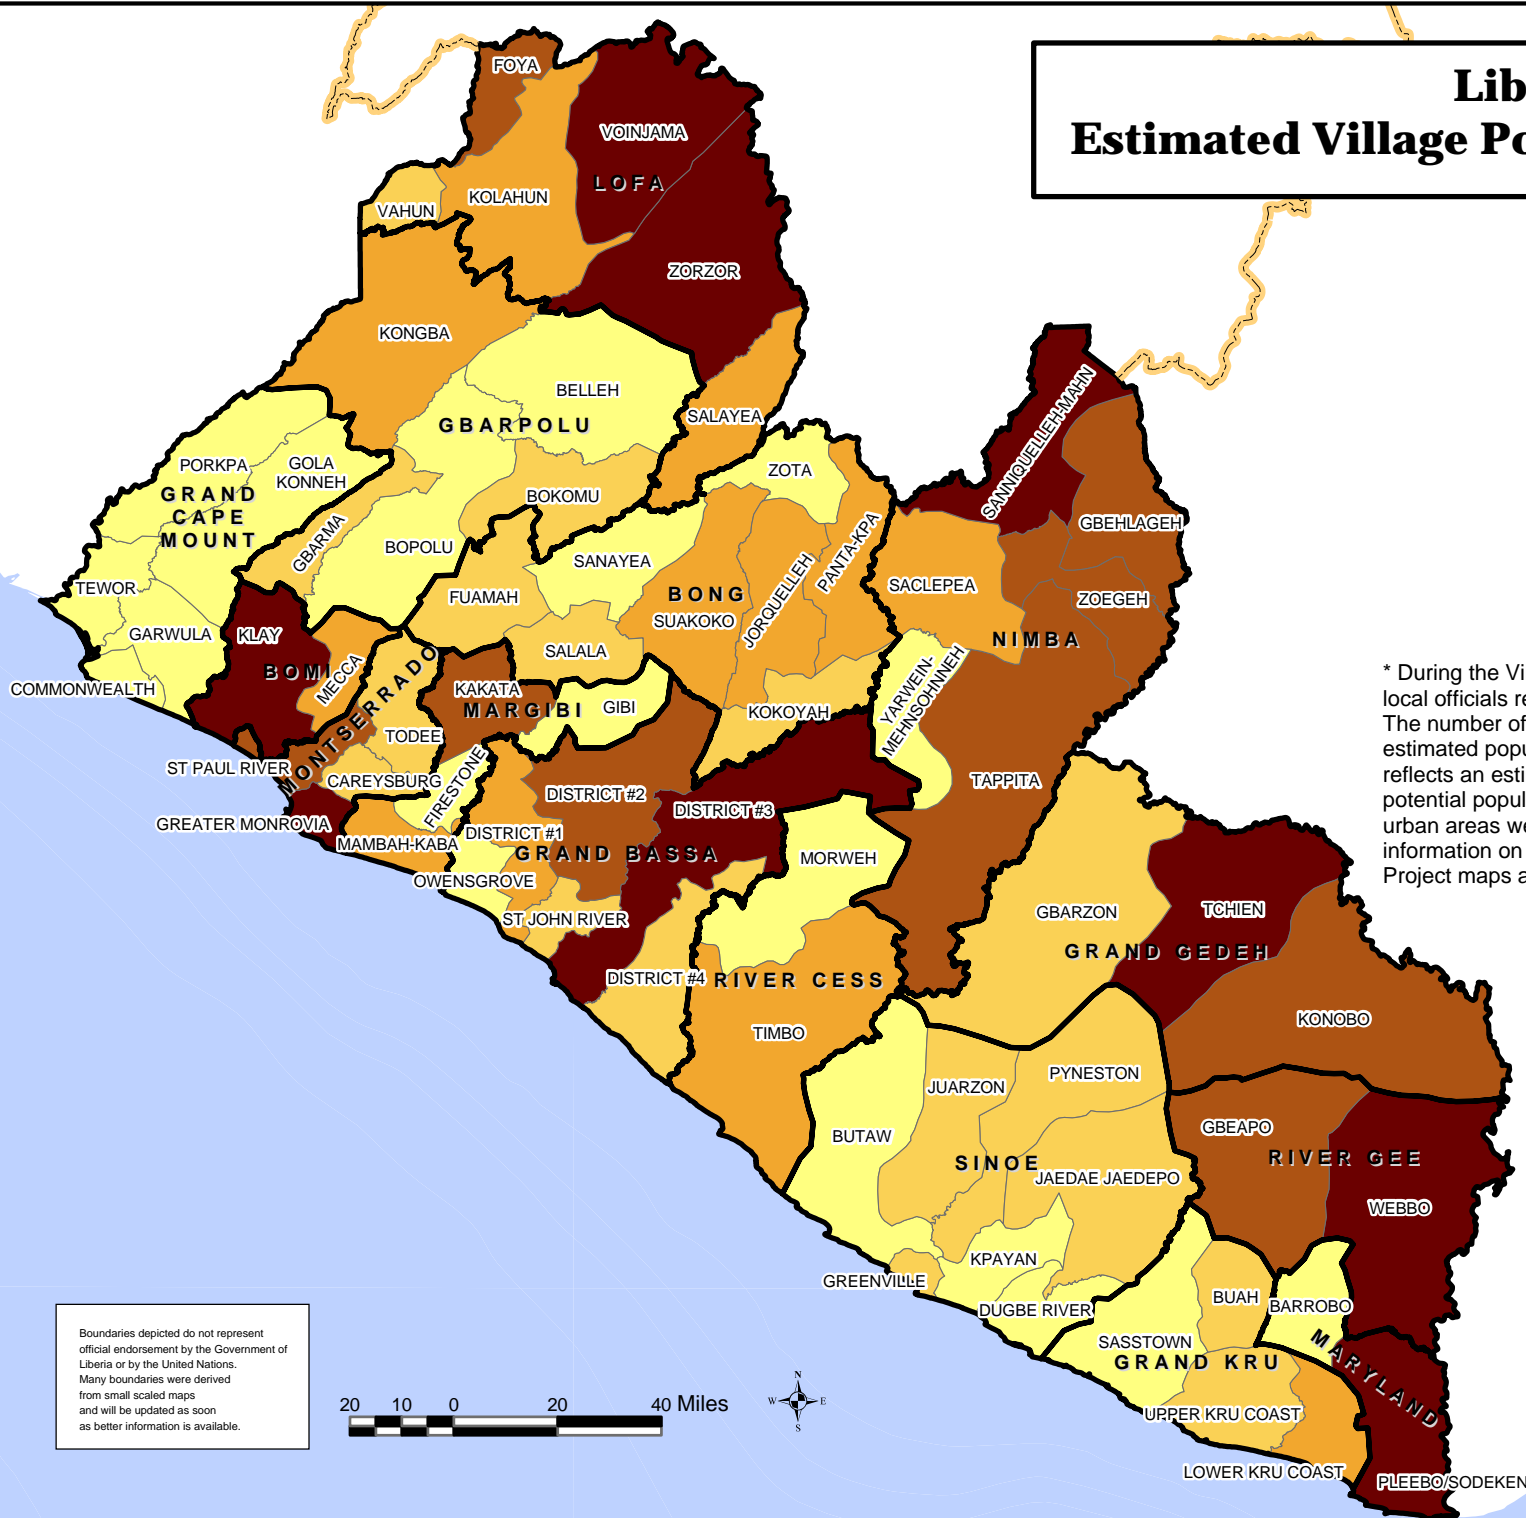 Lib
Estimated Village Po
FOYA
VOINJAMA
LOFA
KOLAHUN
VAHUN
ZORZOR
KONGBA
BELLEH
GBARPOLU
SALAYEA
SANNIQUELLEH-MAHN
PORKPA
GOLA
KONNEH
ZOTA
GRAND
CAPE
MOUNT
BOKOMU
GBARMA
BOPOLU
GBEHLAGEH
PANTA-KPA
SANAYEA
JORQUELLEH
TEWOR
FUAMAH
BONG
SACLEPEA
ZOEGEH
SUAKOKO
GARWULA
KLAY
NIMBA
SALALA
BOMI
MECCA
MONTSERRADO
COMMONWEALTH
KAKATA
MARGIBI
GIBI
KOKOYAH
YARWEIN-
MEHNSOHNNEH
TODEE
ST PAUL RIVER
CAREYSBURG
FIRESTONE
TAPPITA
DISTRICT #2
DISTRICT #3
GREATER MONROVIA
MAMBAH-KABA
DISTRICT #1
GRAND BASSA
MORWEH
OWENSGROVE
ST JOHN RIVER
GBARZON
TCHIEN
GRAND GEDEH
DISTRICT #4
RIVER CESS
TIMBO
KONOBO
JUARZON
PYNESTON
BUTAW
GBEAPO
SINOE
RIVER GEE
JAEDAE JAEDEPO
WEBBO
KPAYAN
GREENVILLE
DUGBE RIVER
BUAH
BARROBO
SASSTOWN
GRAND KRU
MARYLAND
UPPER KRU COAST
LOWER KRU COAST
PLEEBO/SODEKEN
* During the Vi
local officials re
The number of
estimated popu
reflects an esti
potential popul
urban areas we
information on
Project maps a
Boundaries depicted do not represent
official endorsement by the Government of
Liberia or by the United Nations.
Many boundaries were derived
from small scaled maps
and will be updated as soon
as better information is available.
20 10 0 20 40 Miles
N
W E
S